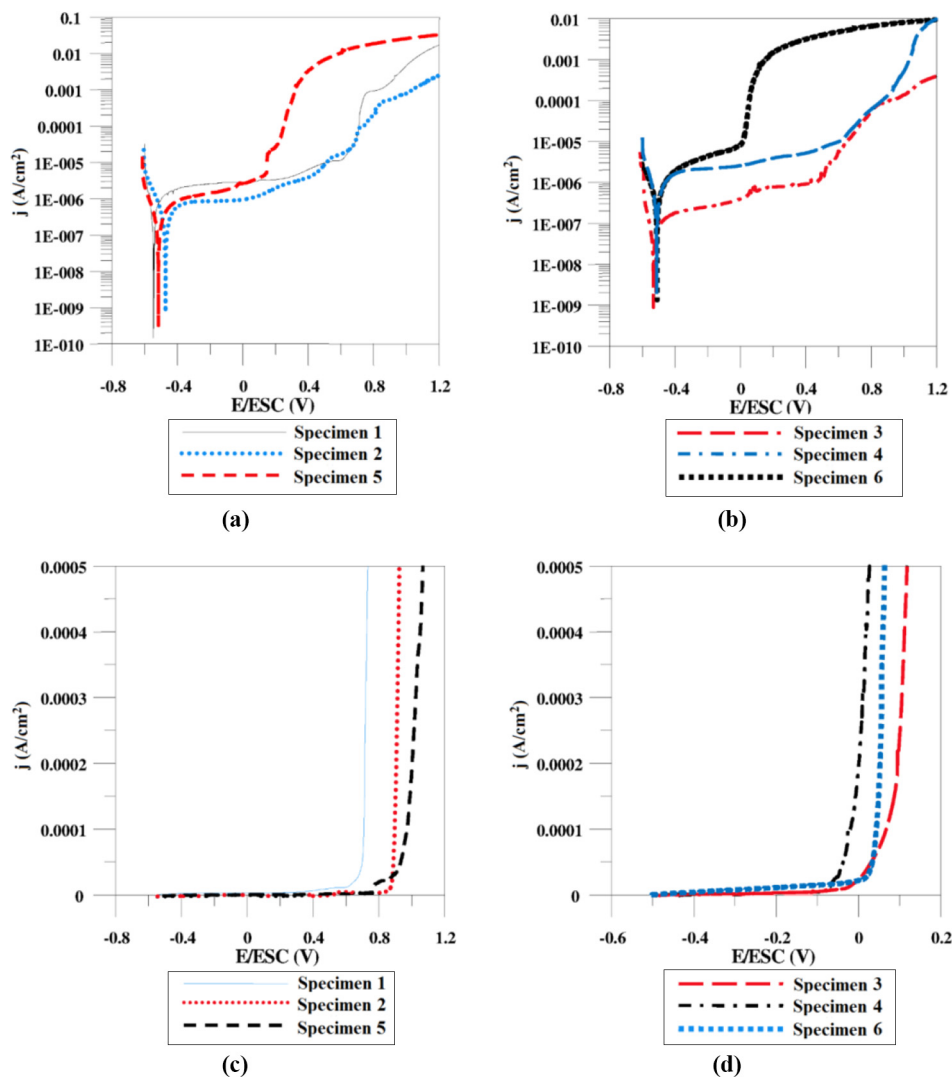 0.1
0.01
0.001
0.0001
1E-005
1E-006
1E-007
1E-008
1E-009
1E-010
j (A/cm²)
-0.8 -0.4 0 0.4 0.8 1.2
E/ESC (V)
Specimen 1
Specimen 2
Specimen 5
(a)
0.01
0.001
0.0001
1E-005
1E-006
1E-007
1E-008
1E-009
1E-010
j (A/cm²)
-0.8 -0.4 0 0.4 0.8 1.2
E/ESC (V)
Specimen 3
Specimen 4
Specimen 6
(b)
0.0005
0.0004
0.0003
0.0002
0.0001
0
j (A/cm²)
-0.8 -0.4 0 0.4 0.8 1.2
E/ESC (V)
Specimen 1
Specimen 2
Specimen 5
(c)
0.0005
0.0004
0.0003
0.0002
0.0001
0
j (A/cm²)
-0.6 -0.4 -0.2 0 0.2
E/ESC (V)
Specimen 3
Specimen 4
Specimen 6
(d)